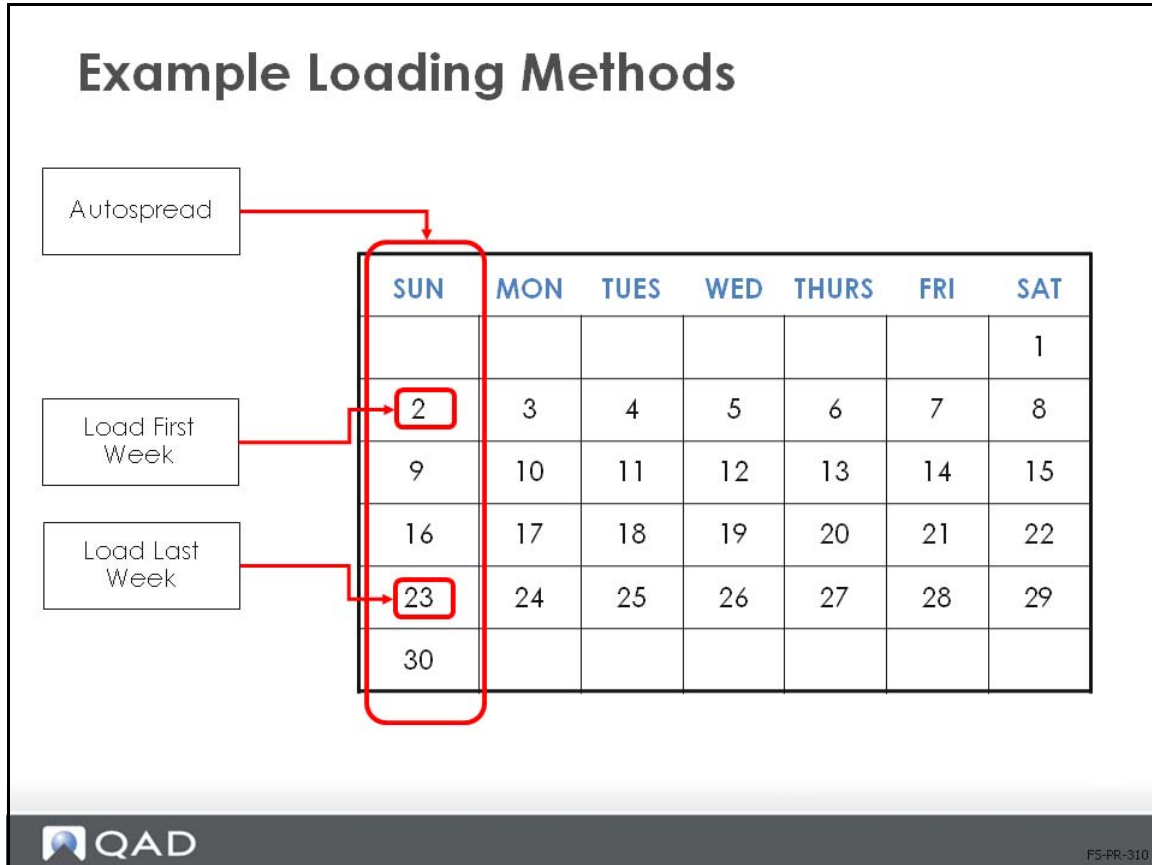 Example Loading Methods
Autospread
Load First
Week
Load Last
Week
SUN MON TUES WED THURS FRI SAT
1
2 3 4 5 6 7 8
9 10 11 12 13 14 15
16 17 18 19 20 21 22
23 24 25 26 27 28 29
30
QAD
FS-PR-310